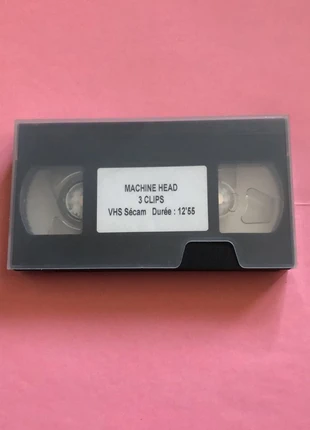 MACHINE HEAD
3 CLIPS
VHS Sécam Durée : 12'55